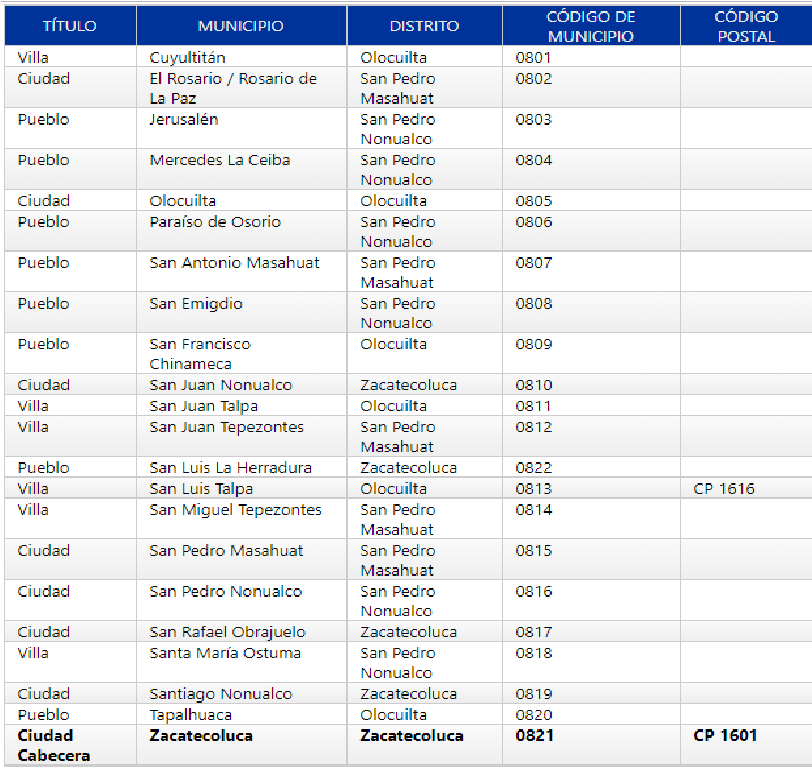 TÍTULO MUNICIPIO DISTRITO CÓDIGO DE MUNICIPIO CÓDIGO POSTAL
Villa Cuyultitán Olocuilta 0801
Ciudad El Rosario / Rosario de La Paz San Pedro Masahuat 0802
Pueblo Jerusalén San Pedro Nonualco 0803
Pueblo Mercedes La Ceiba San Pedro Nonualco 0804
Ciudad Olocuilta Olocuilta 0805
Pueblo Paraíso de Osorio San Pedro Nonualco 0806
Pueblo San Antonio Masahuat San Pedro Masahuat 0807
Pueblo San Emigdio San Pedro Nonualco 0808
Pueblo San Francisco Chinameca Olocuilta 0809
Ciudad San Juan Nonualco Zacatecoluca 0810
Villa San Juan Talpa Olocuilta 0811
Villa San Juan Tepezontes San Pedro Masahuat 0812
Pueblo San Luis La Herradura Zacatecoluca 0822
Villa San Luis Talpa Olocuilta 0813 CP 1616
Villa San Miguel Tepezontes San Pedro Masahuat 0814
Ciudad San Pedro Masahuat San Pedro Masahuat 0815
Ciudad San Pedro Nonualco San Pedro Nonualco 0816
Ciudad San Rafael Obrajuelo Zacatecoluca 0817
Villa Santa María Ostuma San Pedro Nonualco 0818
Ciudad Santiago Nonualco Zacatecoluca 0819
Pueblo Tapalhuaca Olocuilta 0820
Ciudad Cabecera Zacatecoluca Zacatecoluca 0821 CP 1601